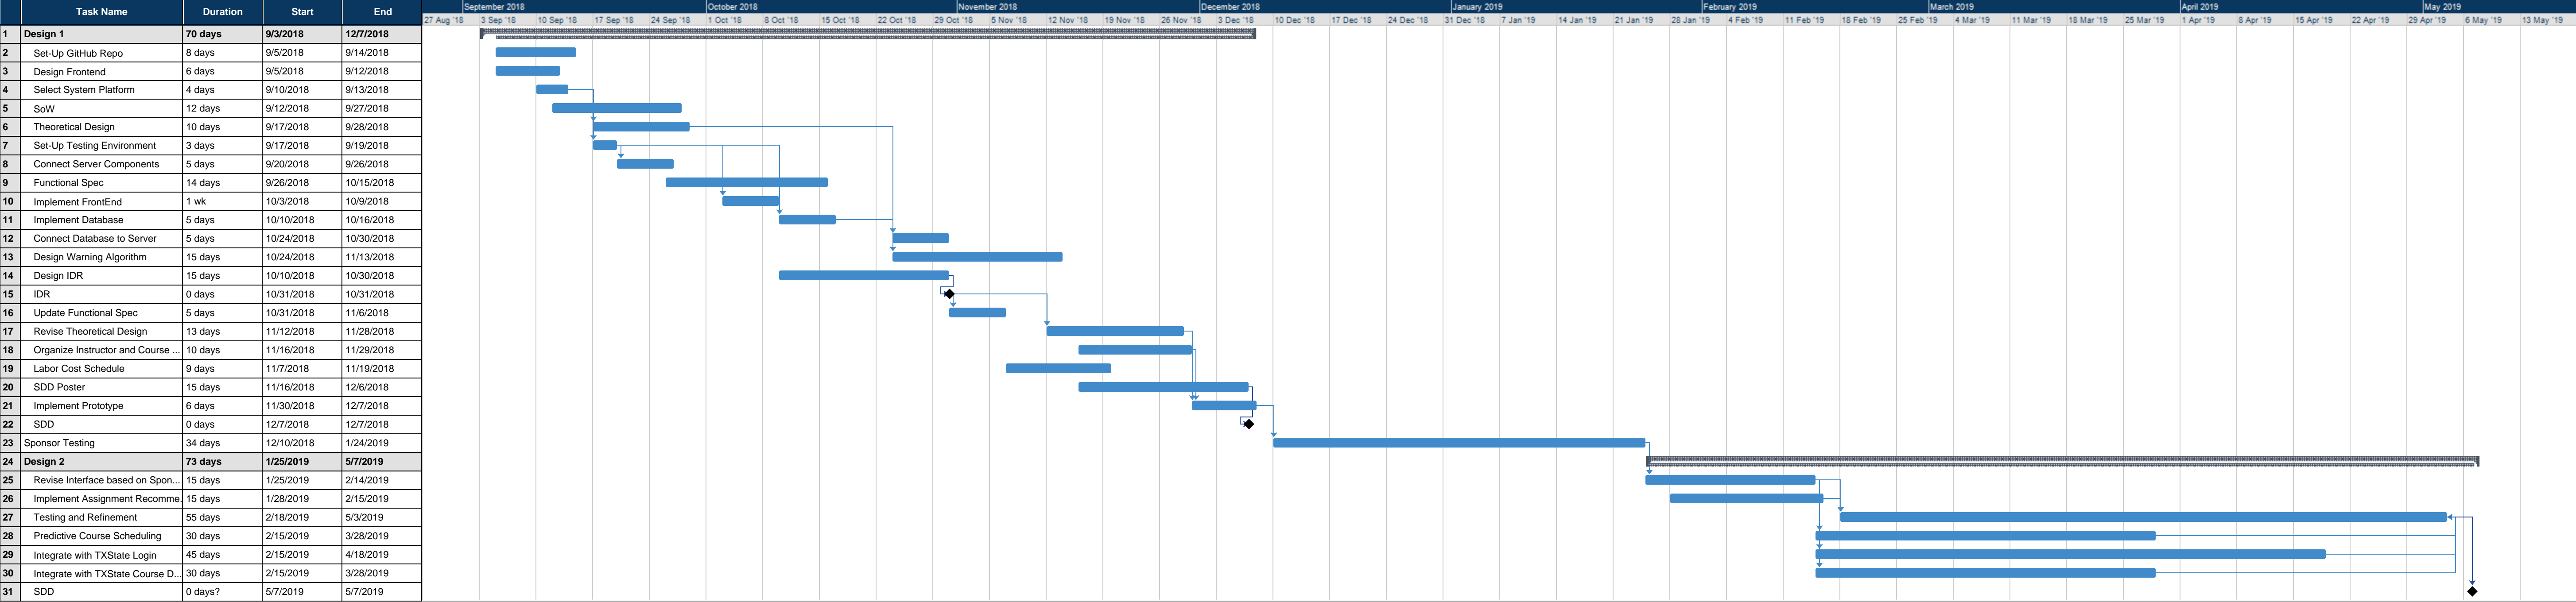 Task Name Duration Start End
September 2018 October 2018 November 2018 December 2018 January 2019 February 2019 March 2019 April 2019 May 2019
27 Aug '18 3 Sep '18 10 Sep '18 17 Sep '18 24 Sep '18 1 Oct '18 8 Oct '18 15 Oct '18 22 Oct '18 29 Oct '18 5 Nov '18 12 Nov '18 19 Nov '18 26 Nov '18 3 Dec '18 10 Dec '18 17 Dec '18 24 Dec '18 31 Dec '18 7 Jan '19 14 Jan '19 21 Jan '19 28 Jan '19 4 Feb '19 11 Feb '19 18 Feb '19 25 Feb '19 4 Mar '19 11 Mar '19 18 Mar '19 25 Mar '19 1 Apr '19 8 Apr '19 15 Apr '19 22 Apr '19 29 Apr '19 6 May '19 13 May '19
1 Design 1 70 days 9/3/2018 12/7/2018
2 Set-Up GitHub Repo 8 days 9/5/2018 9/14/2018
3 Design Frontend 6 days 9/5/2018 9/12/2018
4 Select System Platform 4 days 9/10/2018 9/13/2018
5 SoW 12 days 9/12/2018 9/27/2018
6 Theoretical Design 10 days 9/17/2018 9/28/2018
7 Set-Up Testing Environment 3 days 9/17/2018 9/19/2018
8 Connect Server Components 5 days 9/20/2018 9/26/2018
9 Functional Spec 14 days 9/26/2018 10/15/2018
10 Implement FrontEnd 1 wk 10/3/2018 10/9/2018
11 Implement Database 5 days 10/10/2018 10/16/2018
12 Connect Database to Server 5 days 10/24/2018 10/30/2018
13 Design Warning Algorithm 15 days 10/24/2018 11/13/2018
14 Design IDR 15 days 10/10/2018 10/30/2018
15 IDR 0 days 10/31/2018 10/31/2018
16 Update Functional Spec 5 days 10/31/2018 11/6/2018
17 Revise Theoretical Design 13 days 11/12/2018 11/28/2018
18 Organize Instructor and Course ... 10 days 11/16/2018 11/29/2018
19 Labor Cost Schedule 9 days 11/7/2018 11/19/2018
20 SDD Poster 15 days 11/16/2018 12/6/2018
21 Implement Prototype 6 days 11/30/2018 12/7/2018
22 SDD 0 days 12/7/2018 12/7/2018
23 Sponsor Testing 34 days 12/10/2018 1/24/2019
24 Design 2 73 days 1/25/2019 5/7/2019
25 Revise Interface based on Spon... 15 days 1/25/2019 2/14/2019
26 Implement Assignment Recomme. 15 days 1/28/2019 2/15/2019
27 Testing and Refinement 55 days 2/18/2019 5/3/2019
28 Predictive Course Scheduling 30 days 2/15/2019 3/28/2019
29 Integrate with TXState Login 45 days 2/15/2019 4/18/2019
30 Integrate with TXState Course D... 30 days 2/15/2019 3/28/2019
31 SDD 0 days? 5/7/2019 5/7/2019